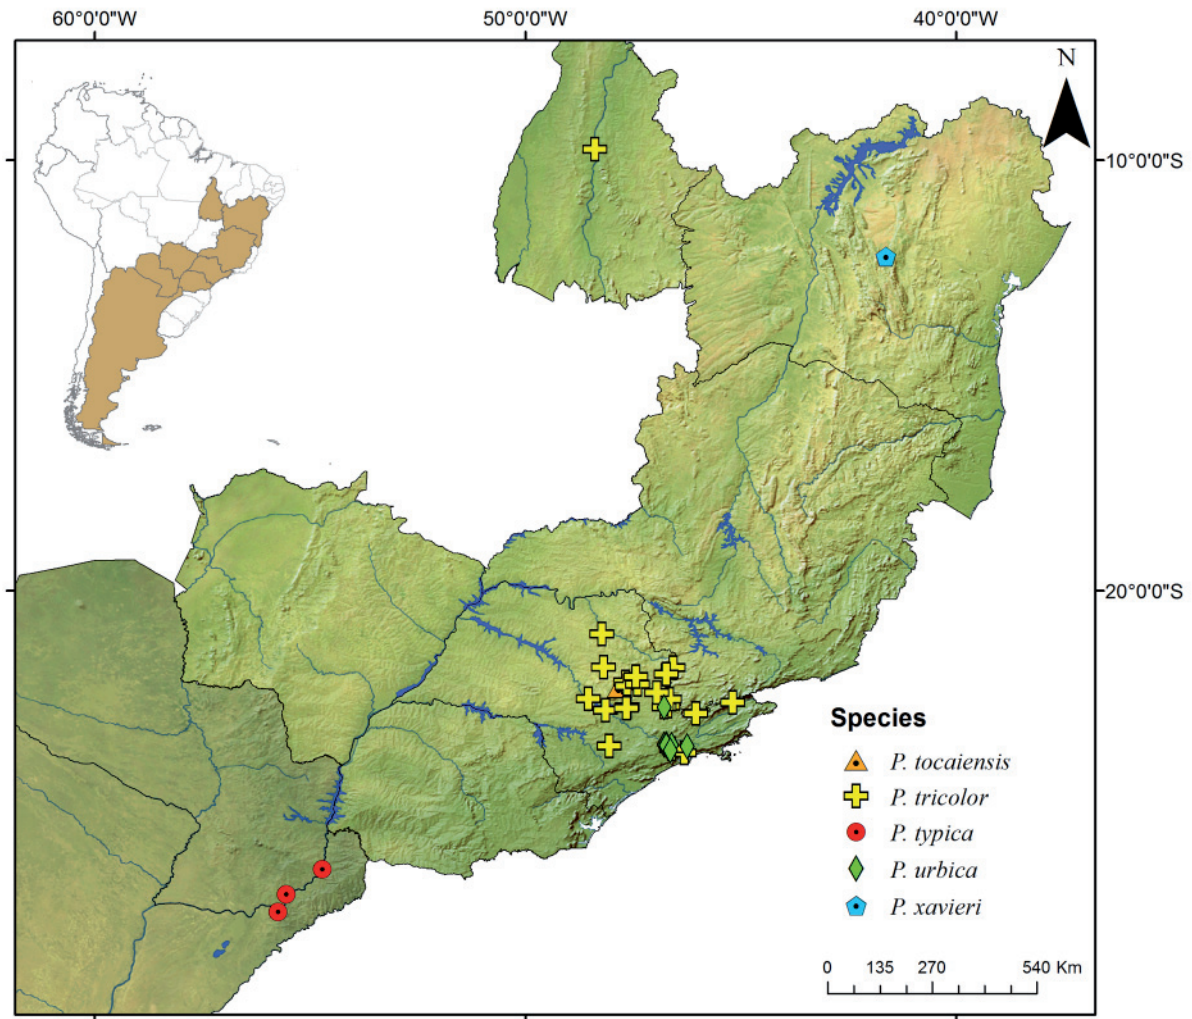 60°0'0"W 50°0'0"W 40°0'0"W
N
10°0'0"S
20°0'0"S
Species
P. tocaiensis
P. tricolor
P. typica
P. urbica
P. xavieri
0 135 270 540 Km